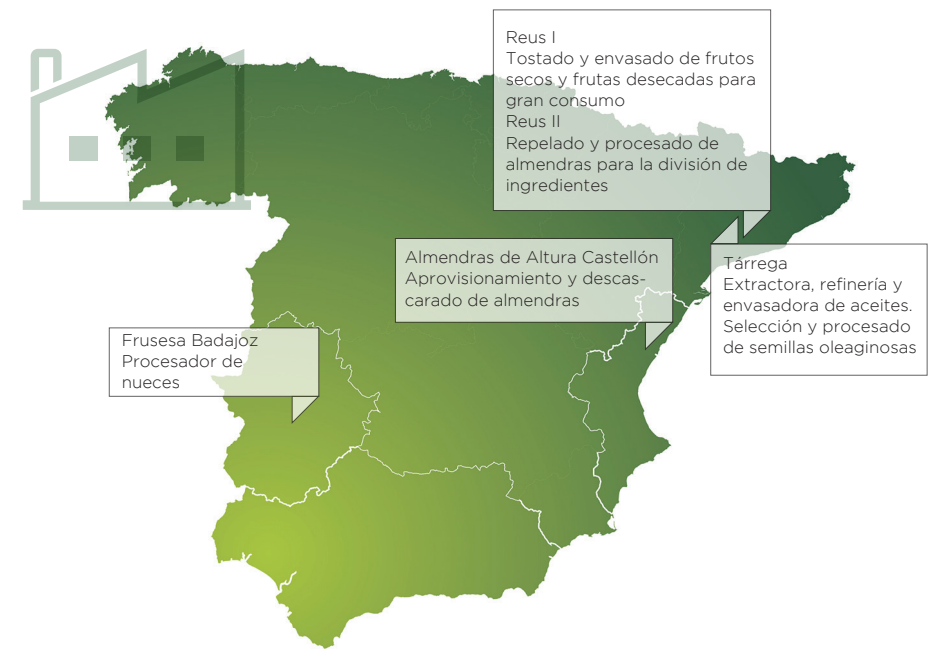 Reus I
Tostado y envasado de frutos
secos y frutas desecadas para
gran consumo
Reus II
Repelado y procesado de
almendras para la división de
ingredientes
Almendras de Altura Castellón
Aprovisionamiento y descas-
carado de almendras
Tárrega
Extractora, refinería y
envasadora de aceites.
Selección y procesado
de semillas oleaginosas
Frusesa Badajoz
Procesador de
nueces